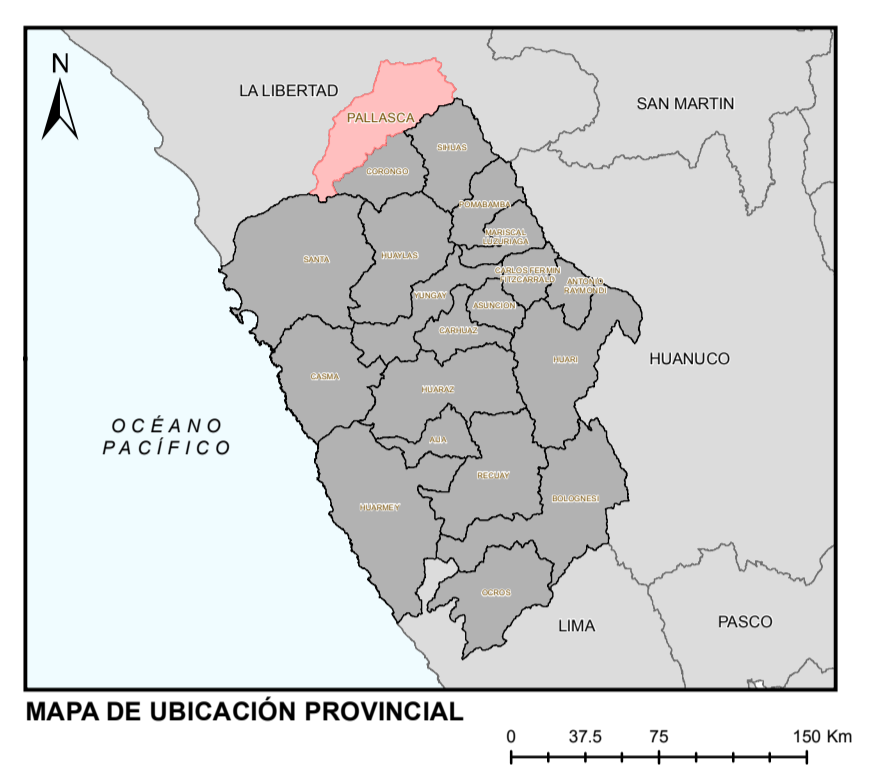 N
LA LIBERTAD
SAN MARTIN
PALLASCA
SIHUAS
CORONGO
POMABAMBA
MARISCAL
LUZURIAGA
SANTA
HUAYLAS
CARLOS FERMIN
FITZCARRALD
ANTONIO
RAYMONDI
YUNGAY
ASUNCION
CARHUAZ
HUARI
HUANUCO
CASMA
HUARAZ
OCÉANO
PACÍFICO
AIJA
RECUAY
BOLOGNESI
HUARMEY
OCROS
LIMA
PASCO
MAPA DE UBICACIÓN PROVINCIAL
0 37.5 75 150 Km